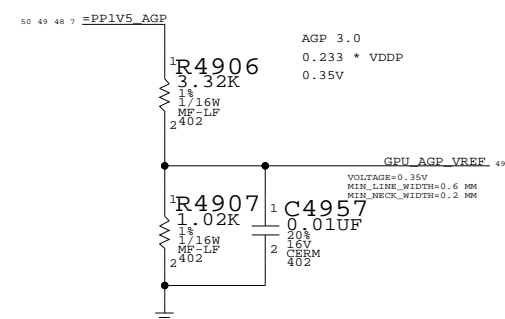 50 49 48 7 =PP1V5_AGP
AGP 3.0
0.233 * VDDP
0.35V
1
R4906
3.32K
1%
1/16W
MF-LF
402
2
GPU_AGP_VREF 49
VOLTAGE=0.35V
MIN_LINE_WIDTH=0.6 MM
MIN_NECK_WIDTH=0.2 MM
1
R4907
1.02K
1%
1/16W
MF-LF
402
2
1
C4957
0.01UF
20%
16V
CERM
402
2